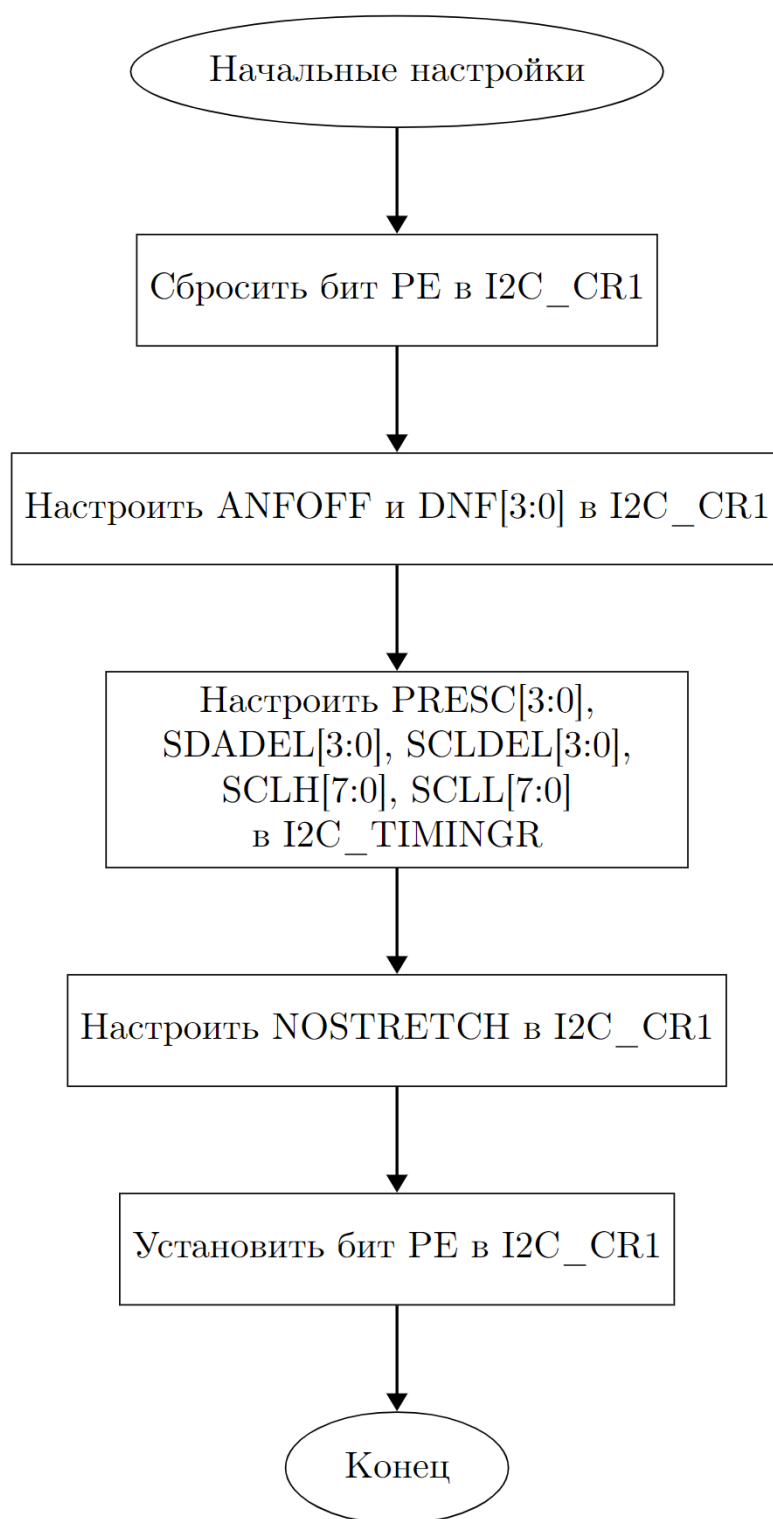 Начальные настройки
Сбросить бит PE в I2C_CR1
Настроить ANFOFF и DNF[3:0] в I2C_CR1
Настроить PRESC[3:0],
SDADEL[3:0], SCLDEL[3:0],
SCLH[7:0], SCLL[7:0]
в I2C_TIMINGR
Настроить NOSTRETCH в I2C_CR1
Установить бит PE в I2C_CR1
Конец